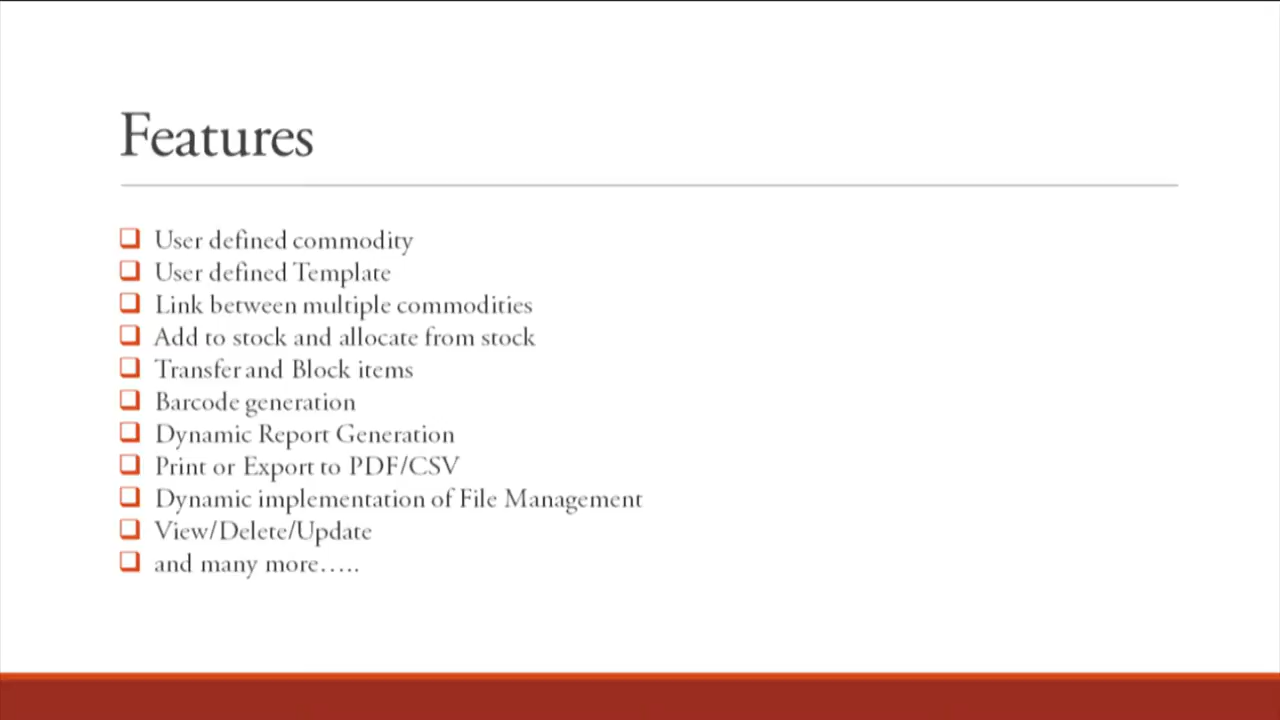 Features
User defined commodity
User defined Template
Link between multiple commodities
Add to stock and allocate from stock
Transfer and Block items
Barcode generation
Dynamic Report Generation
Print or Export to PDF/CSV
Dynamic implementation of File Management
View/Delete/Update
and many more.....